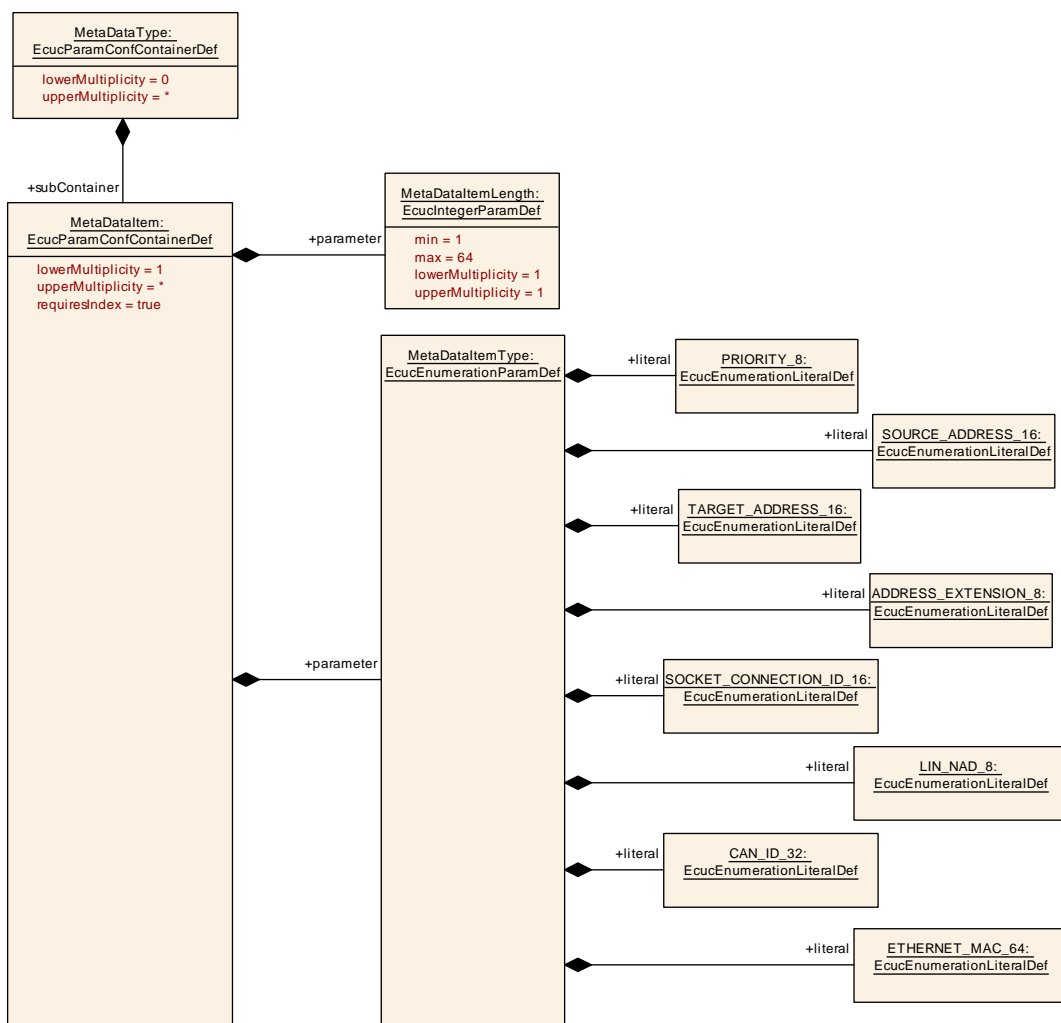 MetaDataType:
EcucParamConfContainerDef
lowerMultiplicity = 0
upperMultiplicity = *
+subContainer
MetaDataItem:
EcucParamConfContainerDef
lowerMultiplicity = 1
upperMultiplicity = *
requiresIndex = true
+parameter
MetaDataItemLength:
EcucIntegerParamDef
min = 1
max = 64
lowerMultiplicity = 1
upperMultiplicity = 1
+parameter
MetaDataItemType:
EcucEnumerationParamDef
+literal
PRIORITY_8:
EcucEnumerationLiteralDef
+literal
SOURCE_ADDRESS_16:
EcucEnumerationLiteralDef
+literal
TARGET_ADDRESS_16:
EcucEnumerationLiteralDef
+literal
ADDRESS_EXTENSION_8:
EcucEnumerationLiteralDef
+literal
SOCKET_CONNECTION_ID_16:
EcucEnumerationLiteralDef
+literal
LIN_NAD_8:
EcucEnumerationLiteralDef
+literal
CAN_ID_32:
EcucEnumerationLiteralDef
+literal
ETHERNET_MAC_64:
EcucEnumerationLiteralDef